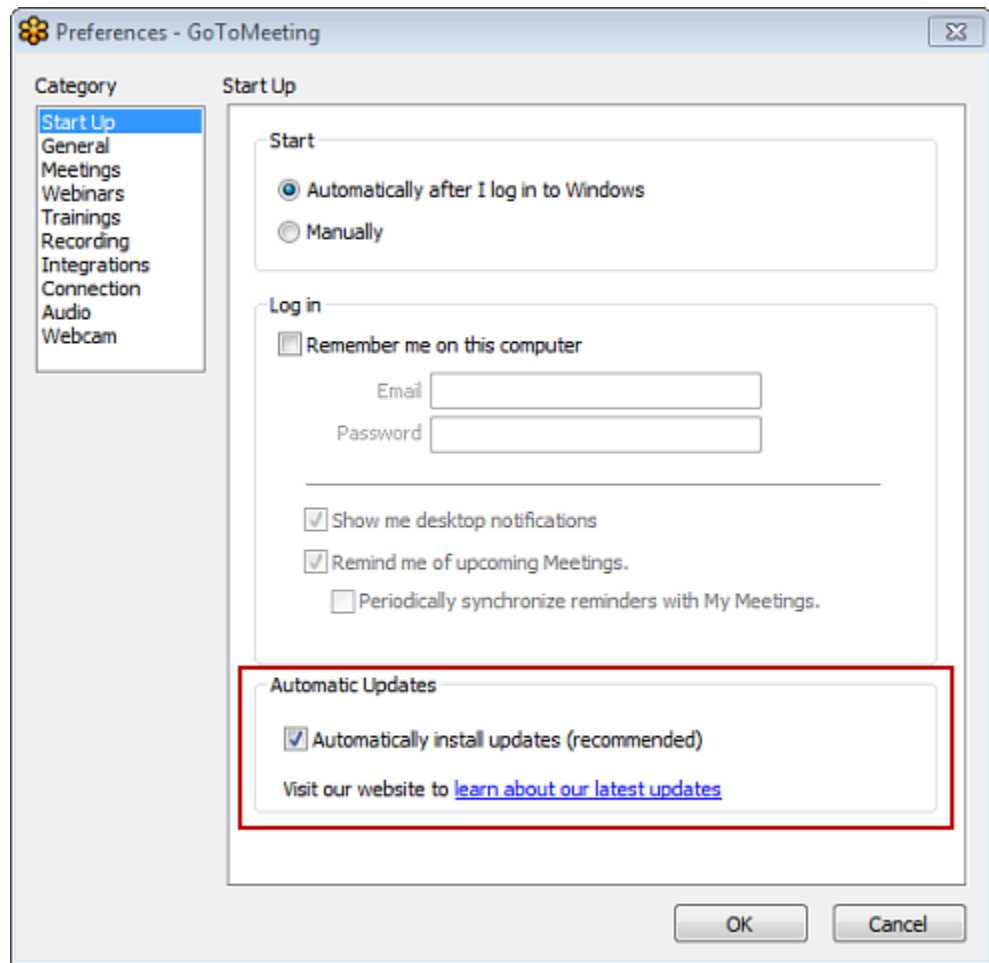 Preferences - GoToMeeting
Category
Start Up
General
Meetings
Webinars
Trainings
Recording
Integrations
Connection
Audio
Webcam
Start Up
Start
Automatically after I log in to Windows
Manually
Log in
Remember me on this computer
Email
Password
Show me desktop notifications
Remind me of upcoming Meetings.
Periodically synchronize reminders with My Meetings.
Automatic Updates
Automatically install updates (recommended)
Visit our website to learn about our latest updates
OK
Cancel